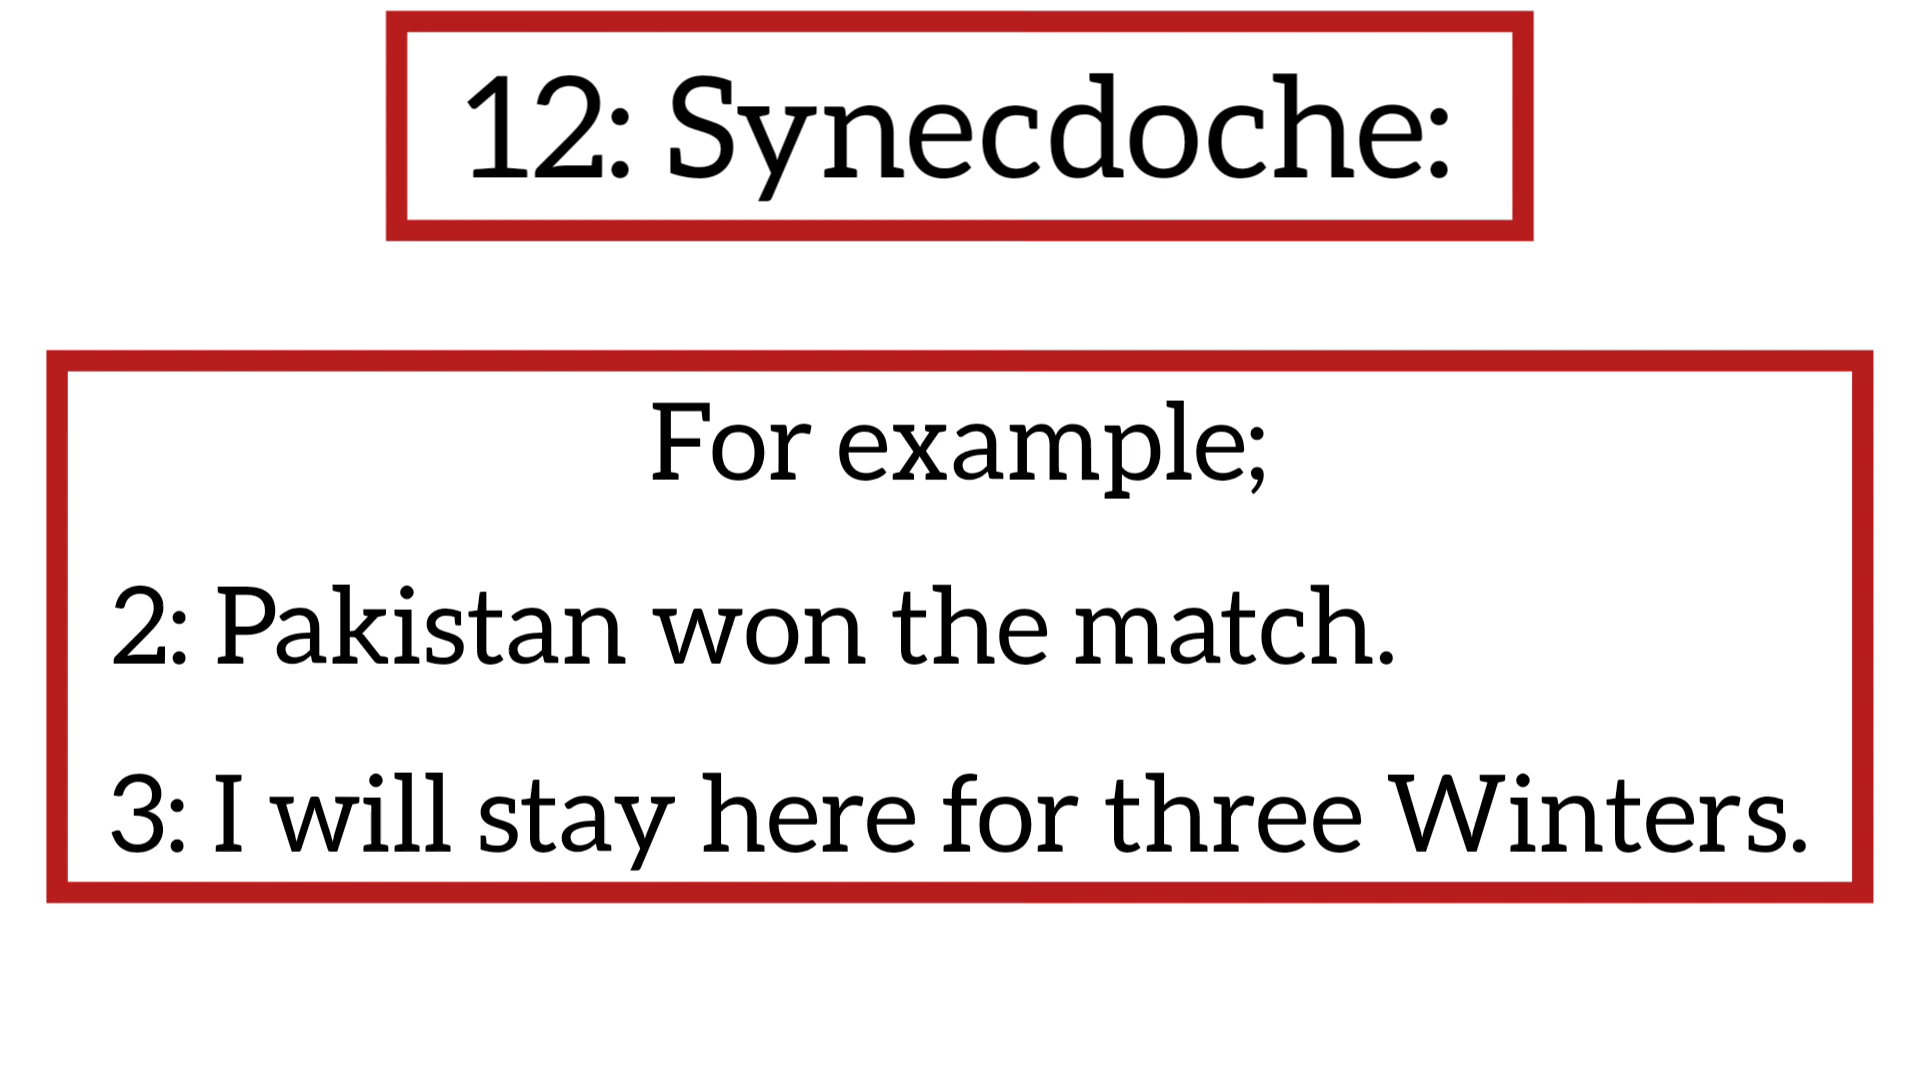 12: Synecdoche:
For example;
2: Pakistan won the match.
3: I will stay here for three Winters.